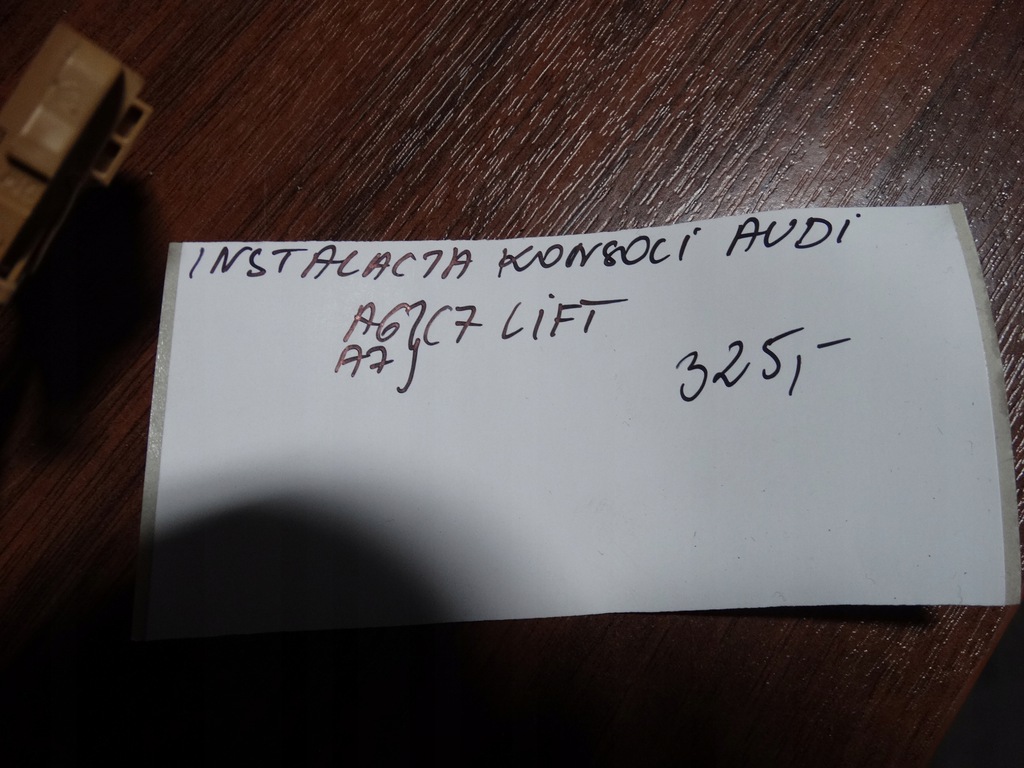 INSTALACJA KONSOLI AUDI
A6 } C7 LIFT
A7
325,-